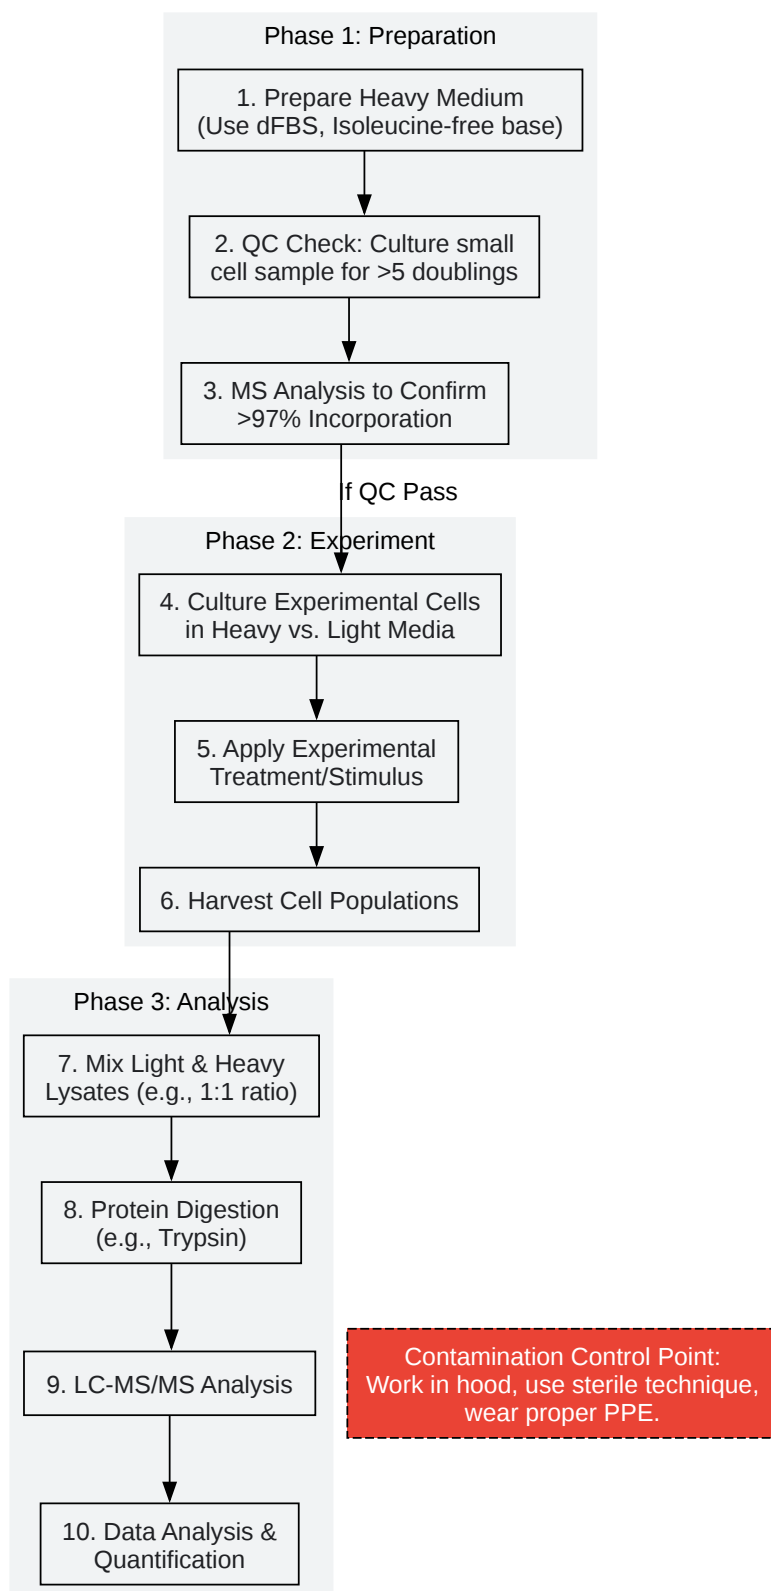 Phase 1: Preparation
1. Prepare Heavy Medium
(Use dFBS, Isoleucine-free base)
2. QC Check: Culture small
cell sample for >5 doublings
3. MS Analysis to Confirm
>97% Incorporation
If QC Pass
Phase 2: Experiment
4. Culture Experimental Cells
in Heavy vs. Light Media
5. Apply Experimental
Treatment/Stimulus
6. Harvest Cell Populations
Phase 3: Analysis
7. Mix Light & Heavy
Lysates (e.g., 1:1 ratio)
8. Protein Digestion
(e.g., Trypsin)
9. LC-MS/MS Analysis
Contamination Control Point:
Work in hood, use sterile technique,
wear proper PPE.
10. Data Analysis &
Quantification